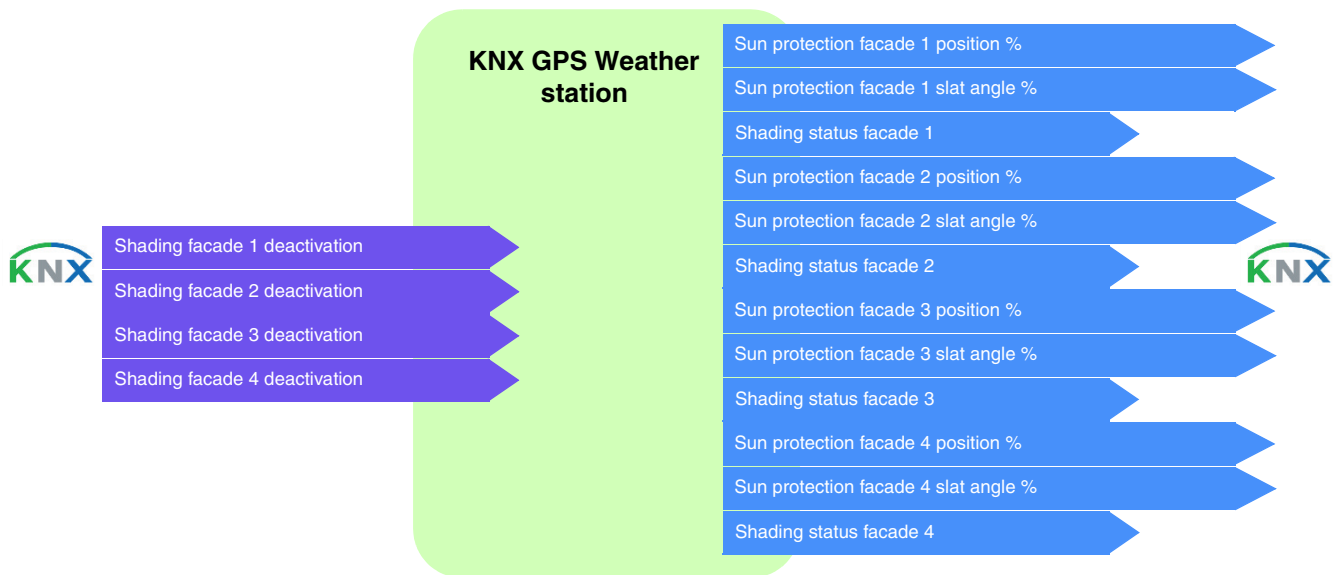 KNX GPS Weather
station
KNX
Shading facade 1 deactivation
Shading facade 2 deactivation
Shading facade 3 deactivation
Shading facade 4 deactivation
Sun protection facade 1 position %
Sun protection facade 1 slat angle %
Shading status facade 1
Sun protection facade 2 position %
Sun protection facade 2 slat angle %
Shading status facade 2
Sun protection facade 3 position %
Sun protection facade 3 slat angle %
Shading status facade 3
Sun protection facade 4 position %
Sun protection facade 4 slat angle %
Shading status facade 4
KNX